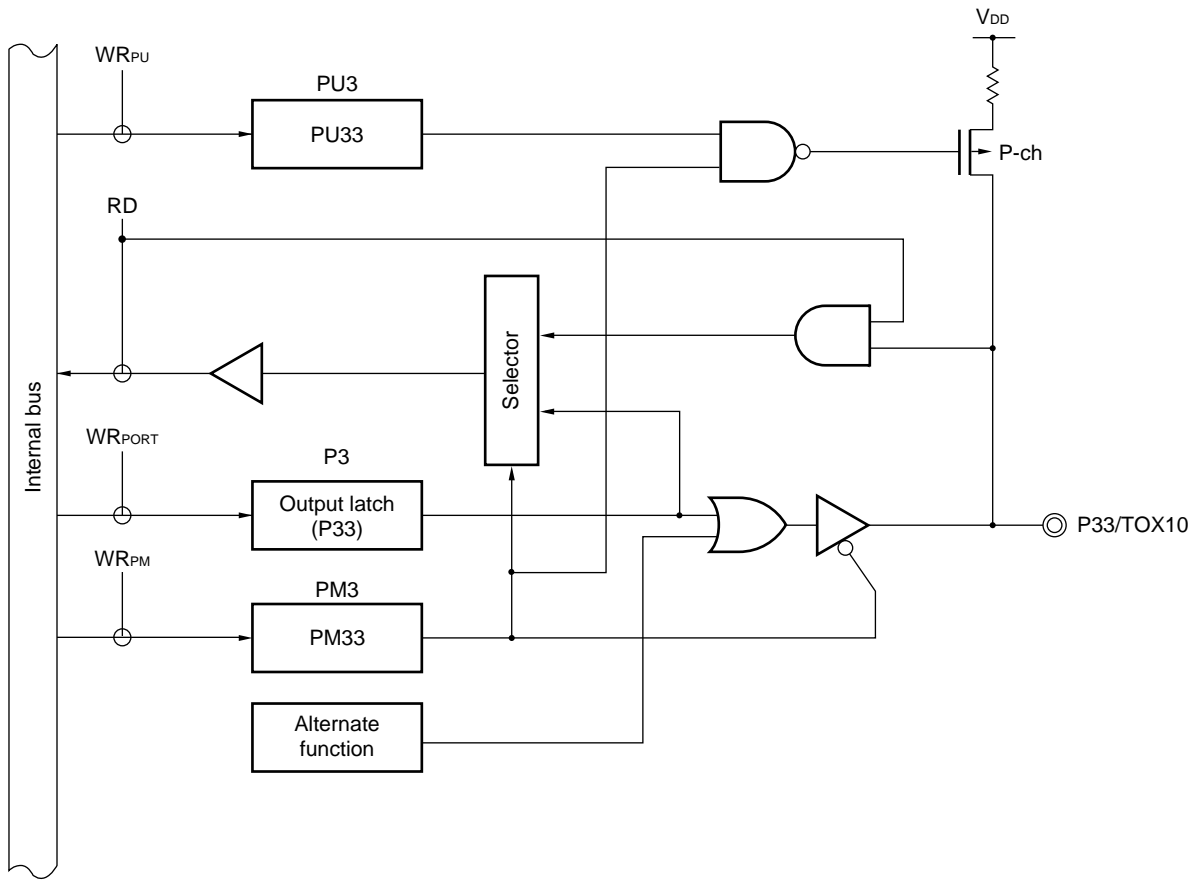 VDD
WRPU
PU3
PU33
P-ch
RD
Selector
Internal bus
WRPORT
P3
Output latch
(P33)
P33/TOX10
WRPM
PM3
PM33
Alternate
function